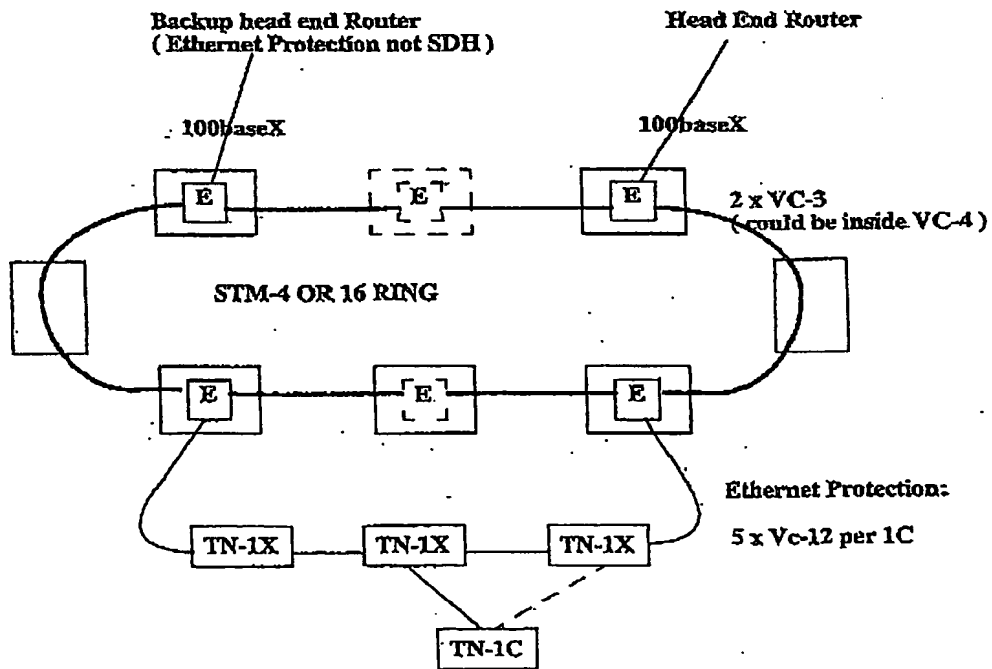 Backup head end Router
( Ethernet Protection not SDH )
Head End Router
100baseX
100baseX
E
E
E
2 x VC-3
( could be inside VC-4 )
STM-4 OR 16 RING
E
E
E
Ethernet Protection:
5 x Vc-12 per 1C
TN-1X
TN-1X
TN-1X
TN-1C